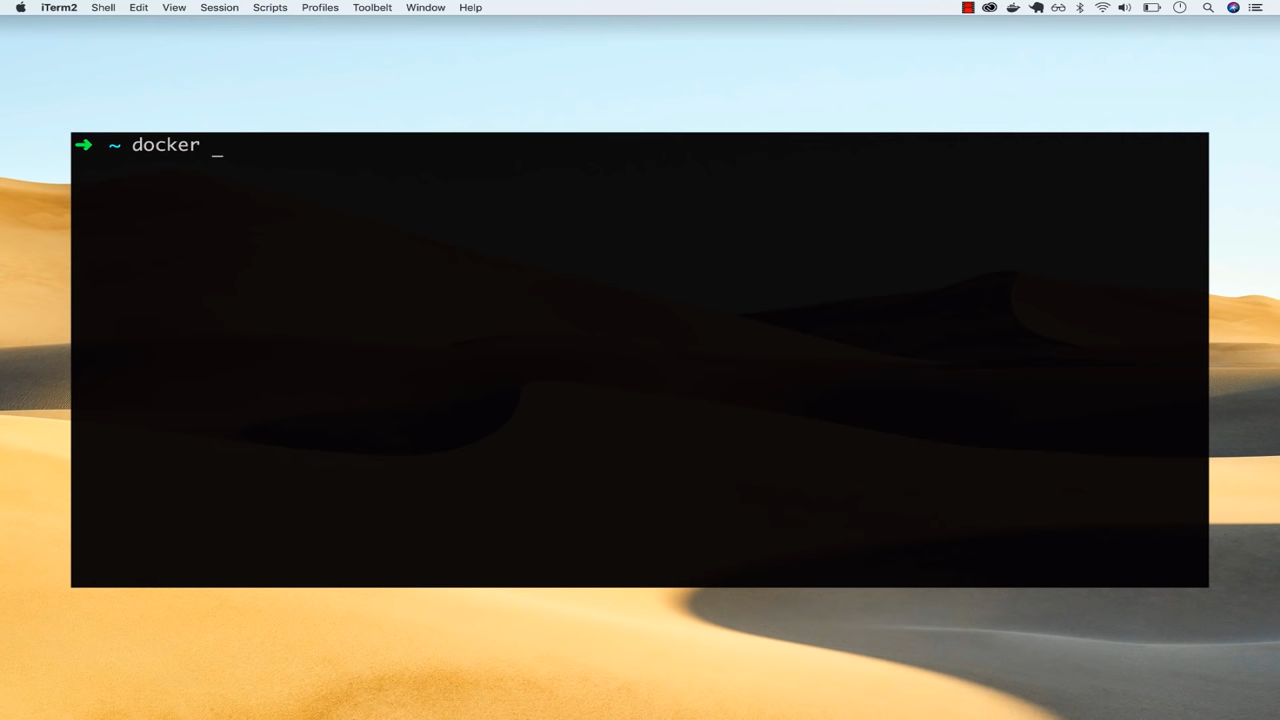 iTerm2 Shell Edit View Session Scripts Profiles Toolbelt Window Help
➜ ~ docker _